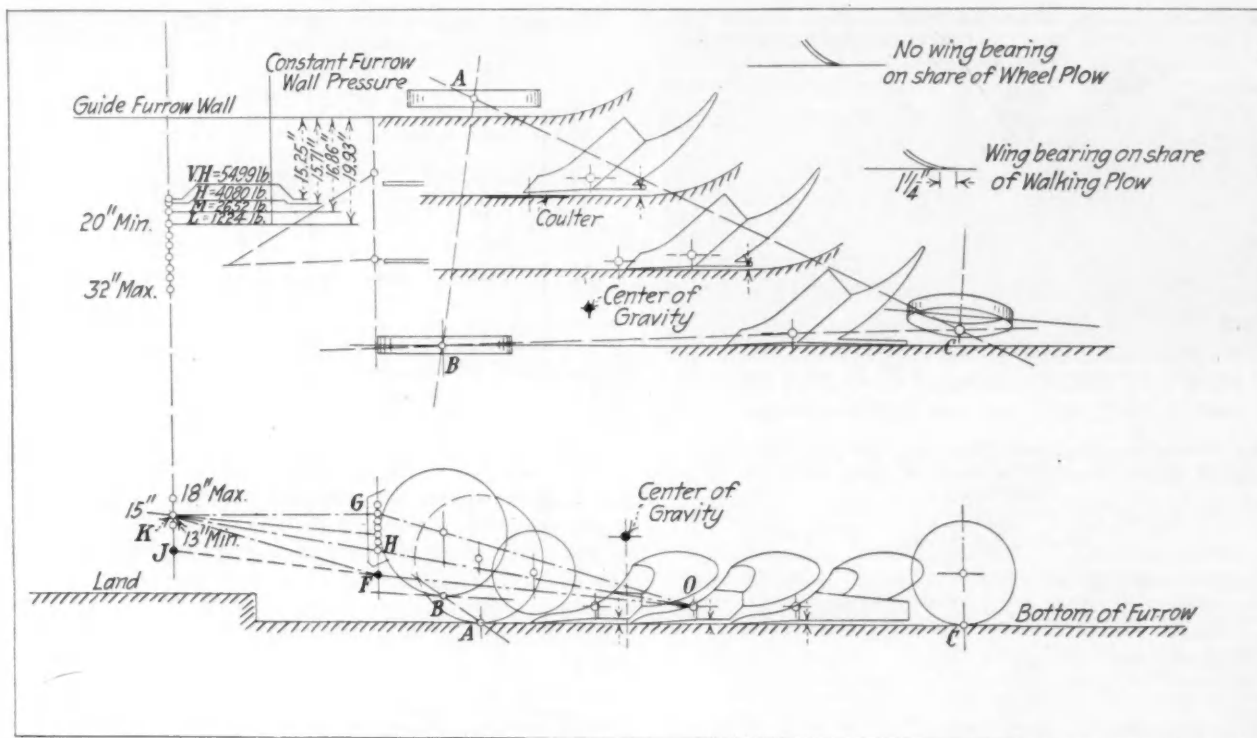 Constant Furrow
Wall Pressure
A
No wing bearing
on share of Wheel Plow
Guide Furrow Wall
15.25"
15.71"
16.86"
19.93"
VH=5499 lb.
H=4080 lb.
M=2652 lb.
L=1224 lb.
20" Min.
32" Max.
Coulter
Wing bearing on share
of Walking Plow
1¼"
Center of
Gravity
B
C
18" Max.
15"
K
13" Min.
J
G
H
F
Center of
Gravity
O
Land
B
A
Bottom of Furrow
C